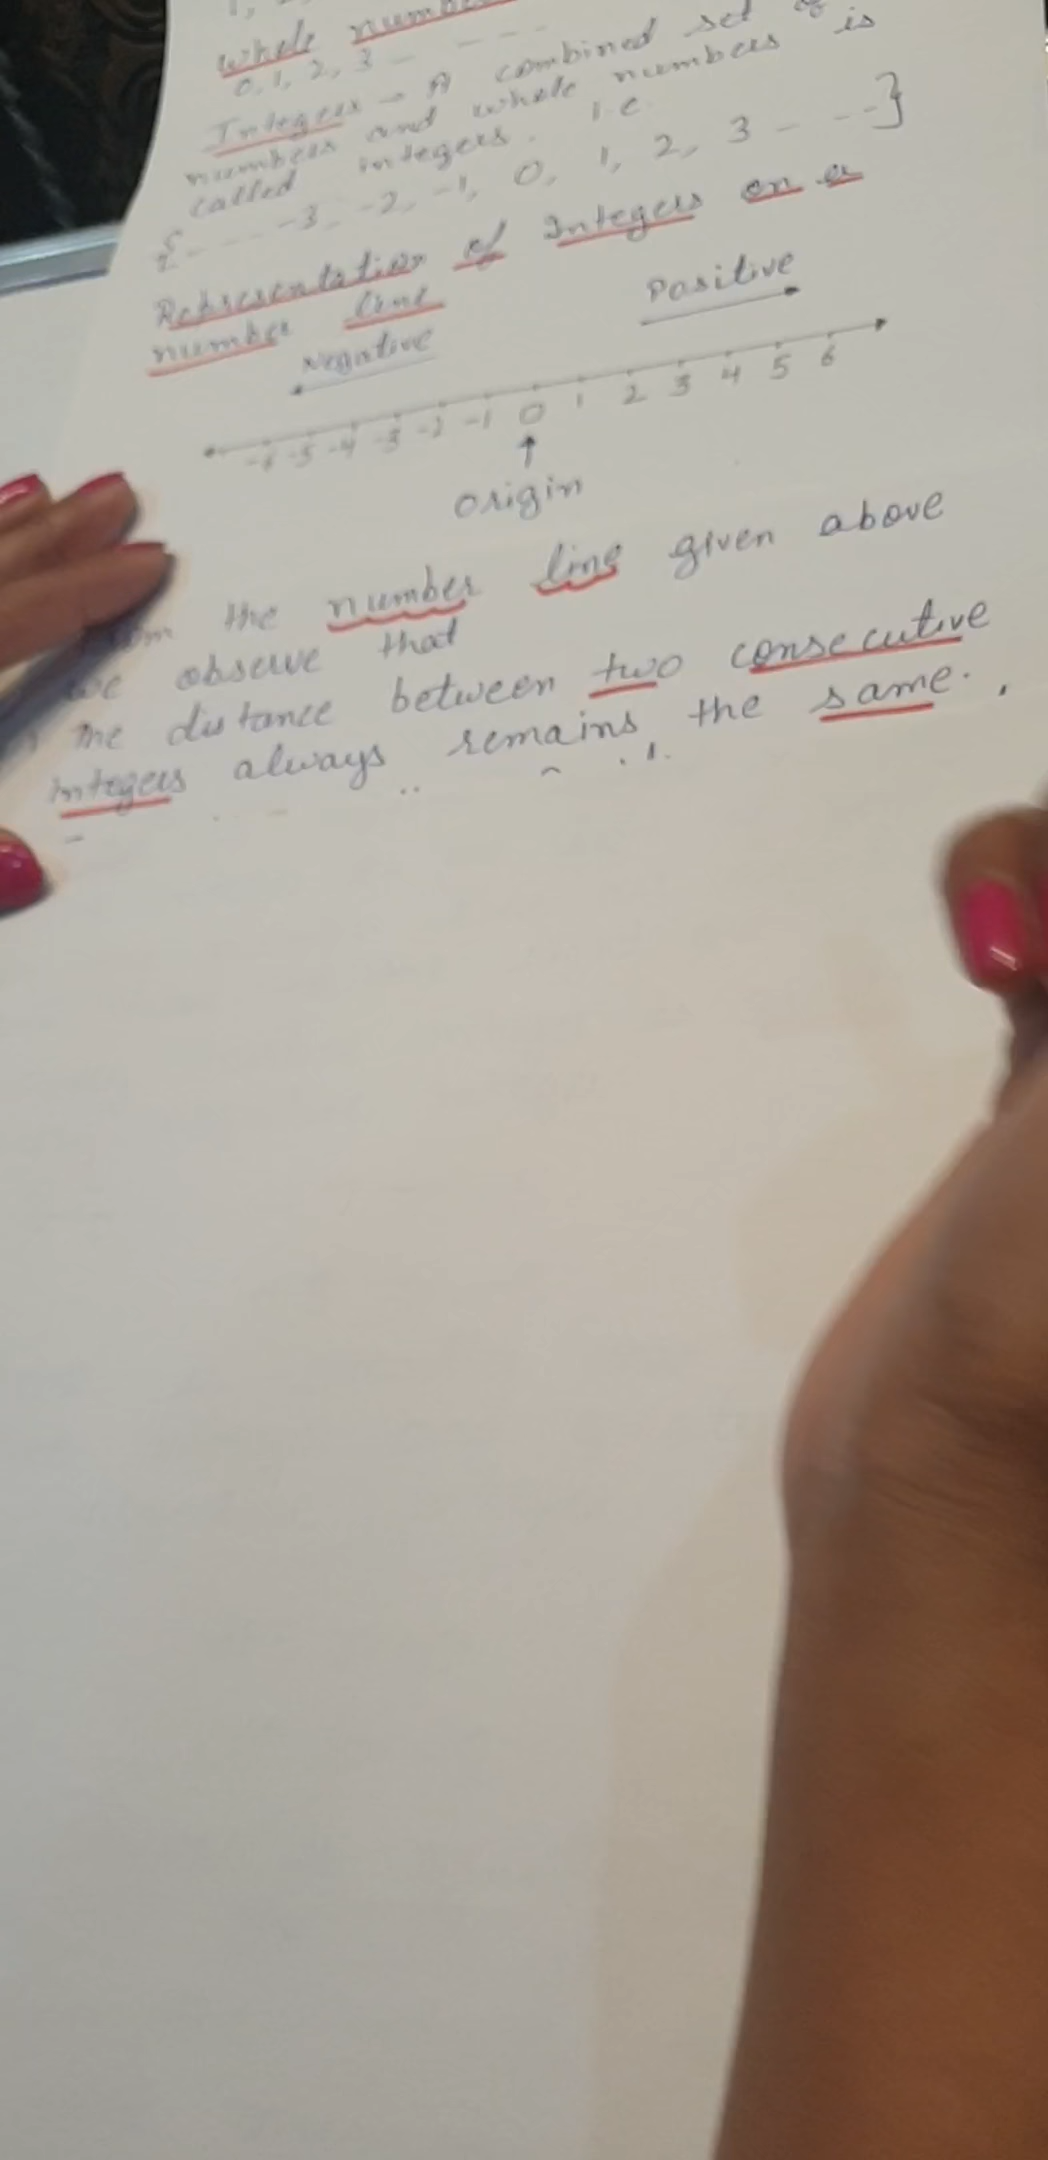 1,
whole numbe
0, 1, 2, 3 - - - -
Integers → A combined set of
numbers and whole numbers is
called integers. i.e.
{- - - -3, -2, -1, 0, 1, 2, 3 - - -}
Representation of Integers on a
number line
Negative Positive
-6 -5 -4 -3 -2 -1 0 1 2 3 4 5 6
origin
the number line given above
we observe that
The distance between two consecutive
integers always remains the same.